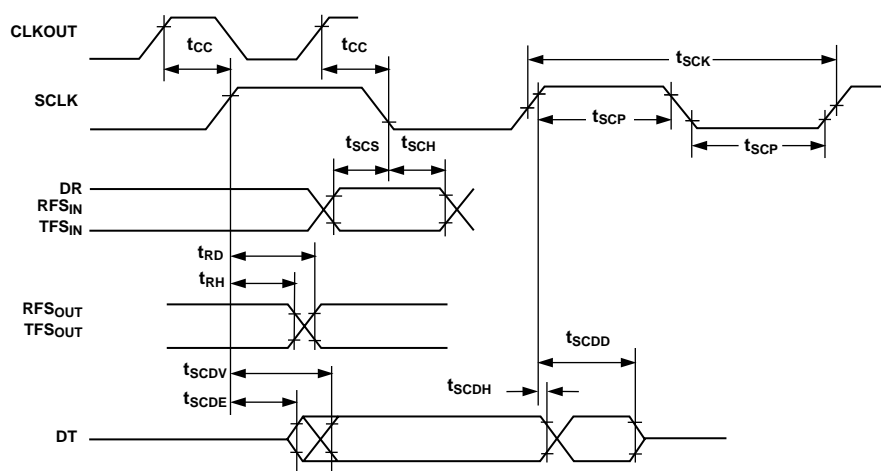 CLKOUT
tCC
tCC
tSCK
SCLK
tSCP
tSCP
tSCS
tSCH
DR
RFSIN
TFSIN
tRD
tRH
RFSOUT
TFSOUT
tSCDD
tSCDV
tSCDH
tSCDE
DT